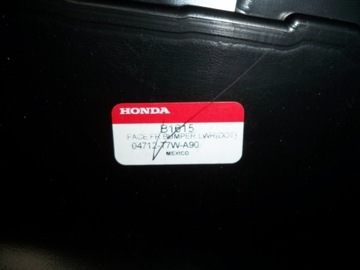 HONDA
B1615
FACE,FR BUMPER LWR(DOT)
04712-T7W-A90
MEXICO